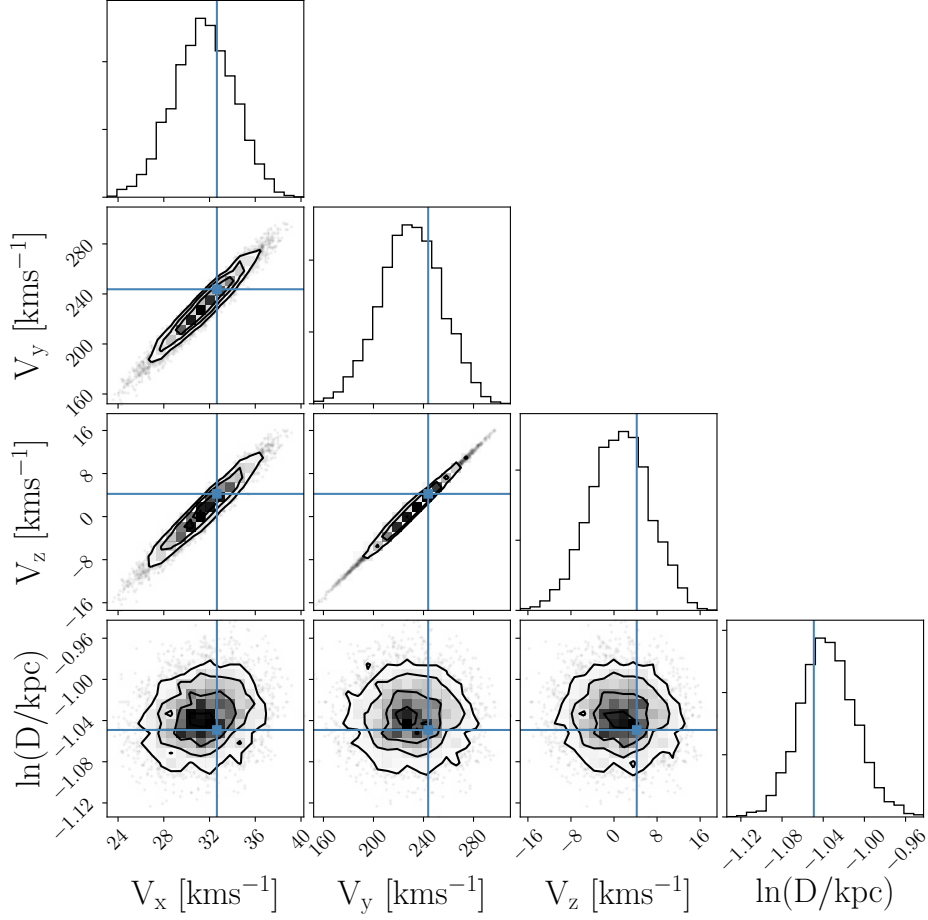 V_y [kms⁻¹]
280
240
200
160
V_z [kms⁻¹]
16
8
0
−8
−16
ln(D/kpc)
−0.96
−1.00
−1.04
−1.08
−1.12
24 28 32 36 40
160 200 240 280
−16 −8 0 8 16
−1.12 −1.08 −1.04 −1.00 −0.96
V_x [kms⁻¹] V_y [kms⁻¹] V_z [kms⁻¹] ln(D/kpc)